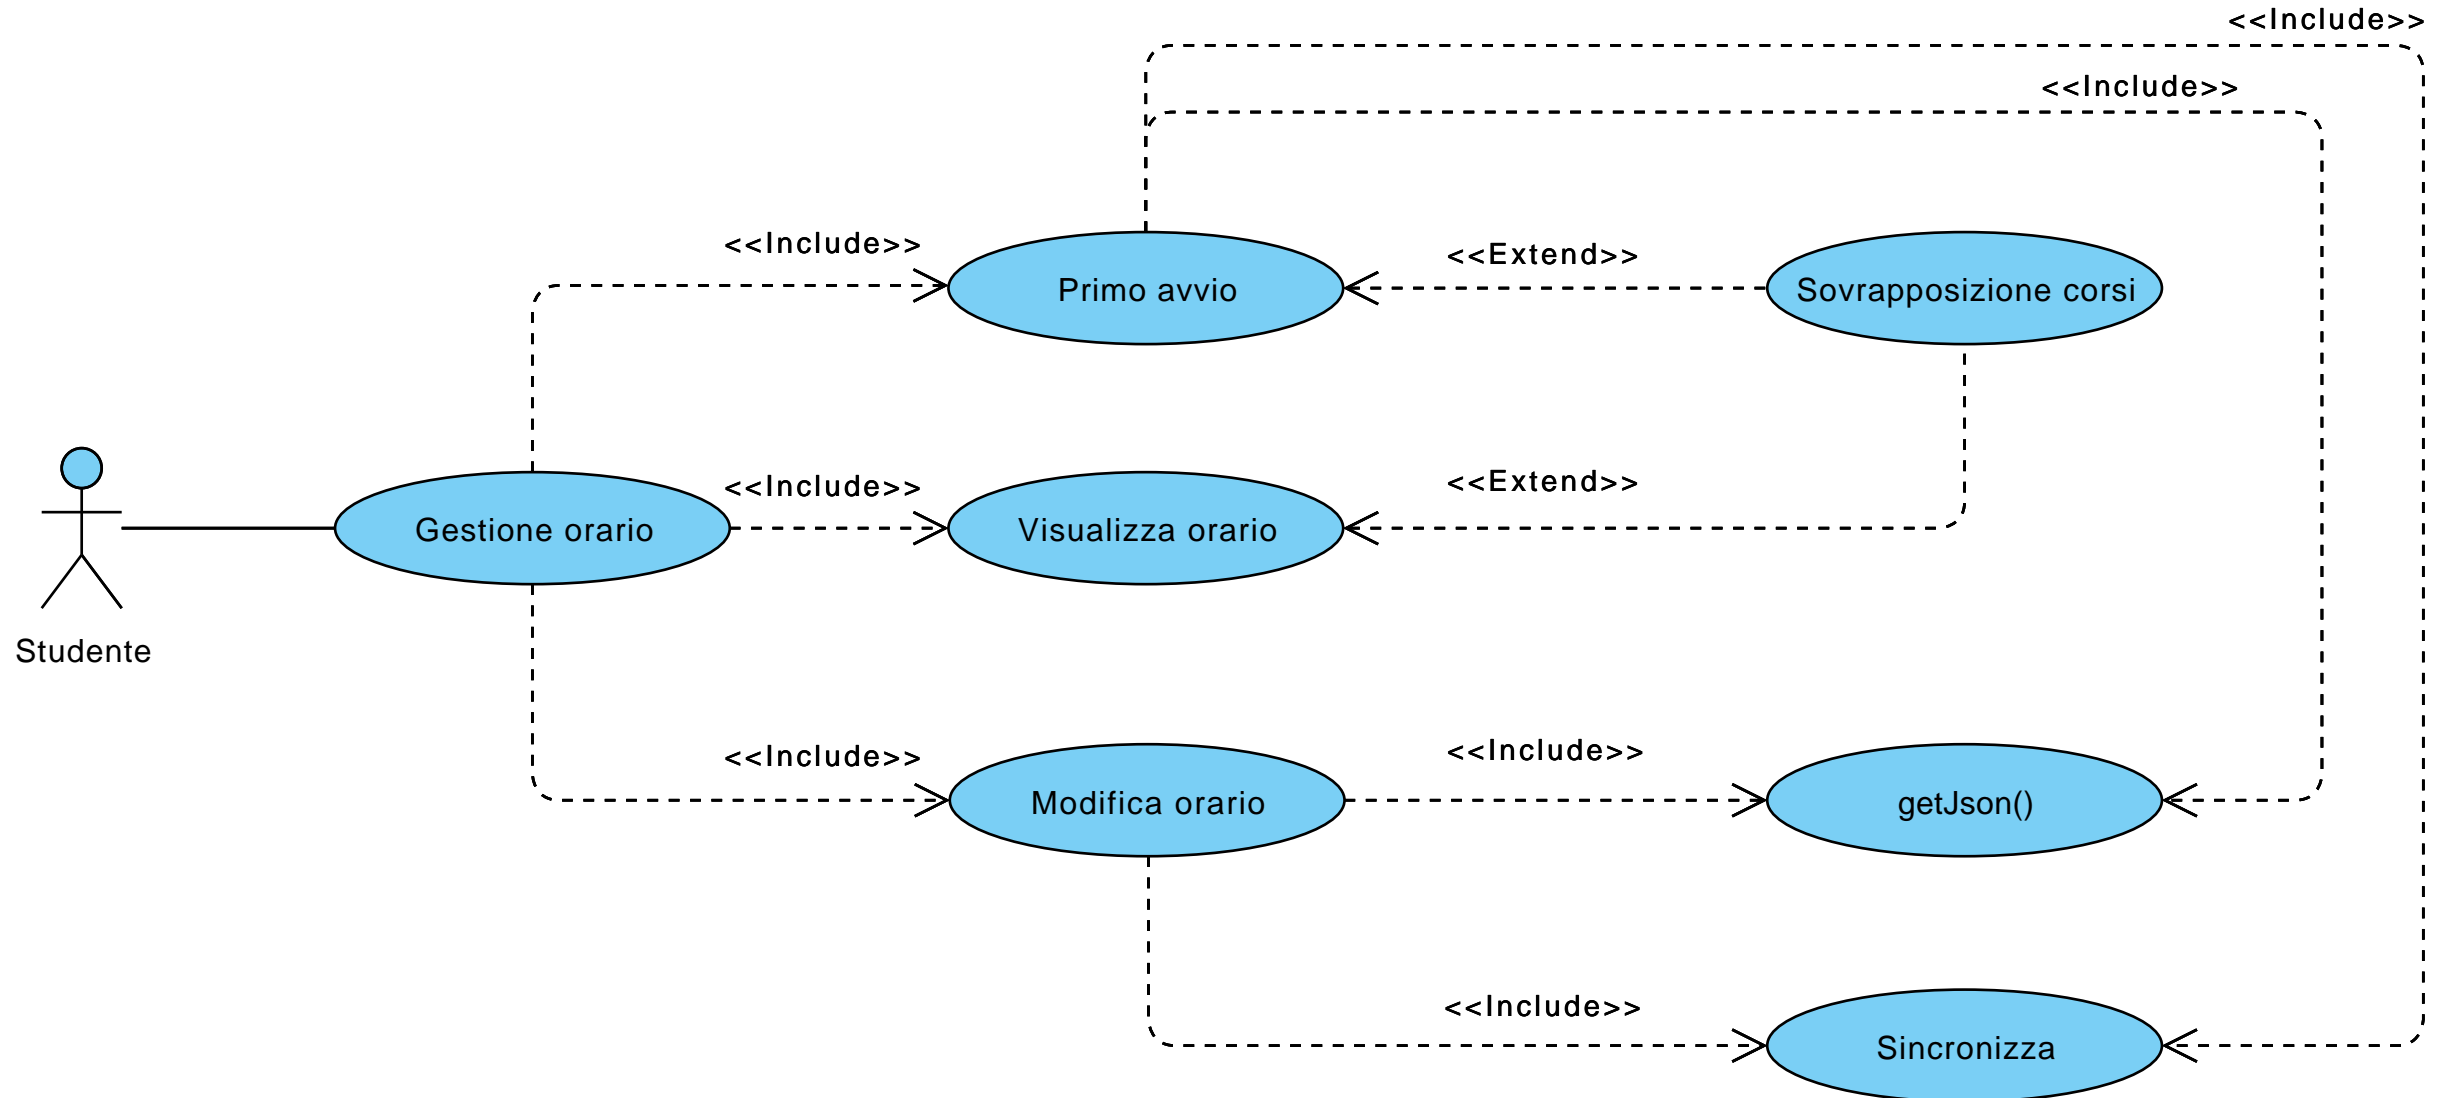 <<Include>>
<<Include>>
<<Include>>
<<Extend>>
Primo avvio
Sovrapposizione corsi
<<Include>>
<<Extend>>
Gestione orario
Visualizza orario
Studente
<<Include>>
<<Include>>
Modifica orario
getJson()
<<Include>>
Sincronizza